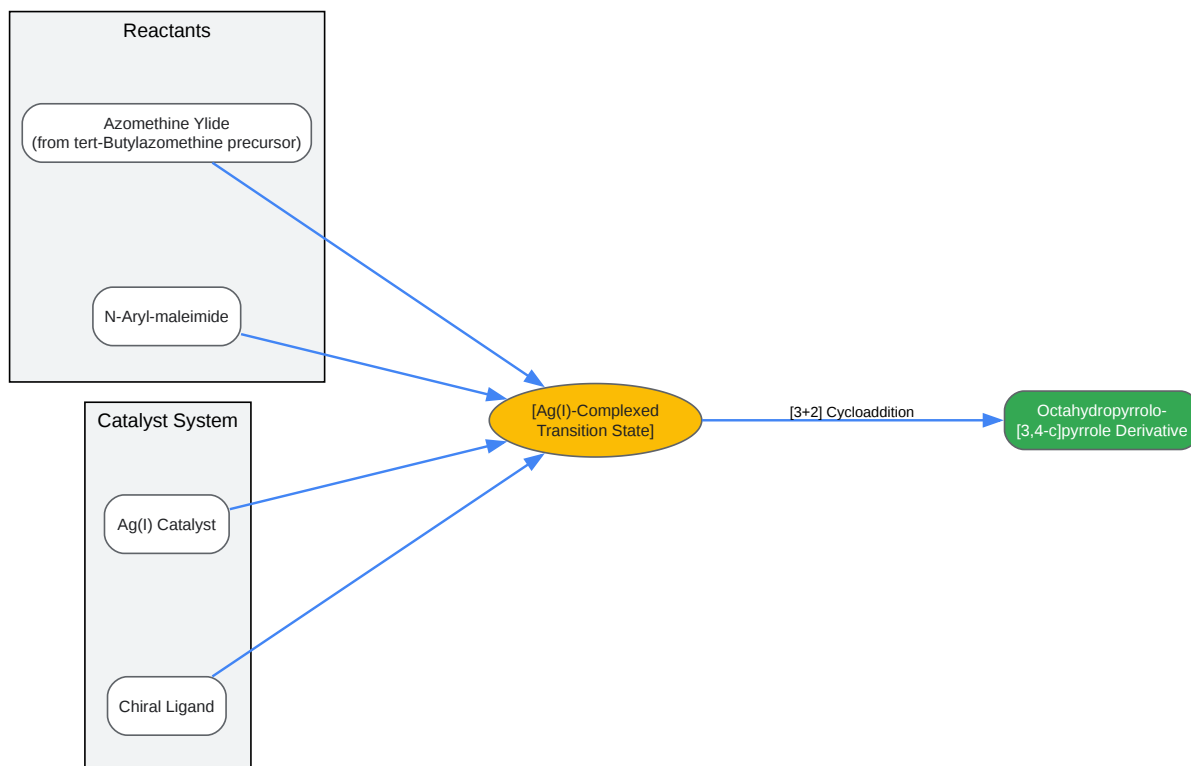 Reactants
Azomethine Ylide
(from tert-Butylazomethine precursor)
N-Aryl-maleimide
Catalyst System
Ag(I) Catalyst
Chiral Ligand
[Ag(I)-Complexed
Transition State]
[3+2] Cycloaddition
Octahydropyrrolo-
[3,4-c]pyrrole Derivative